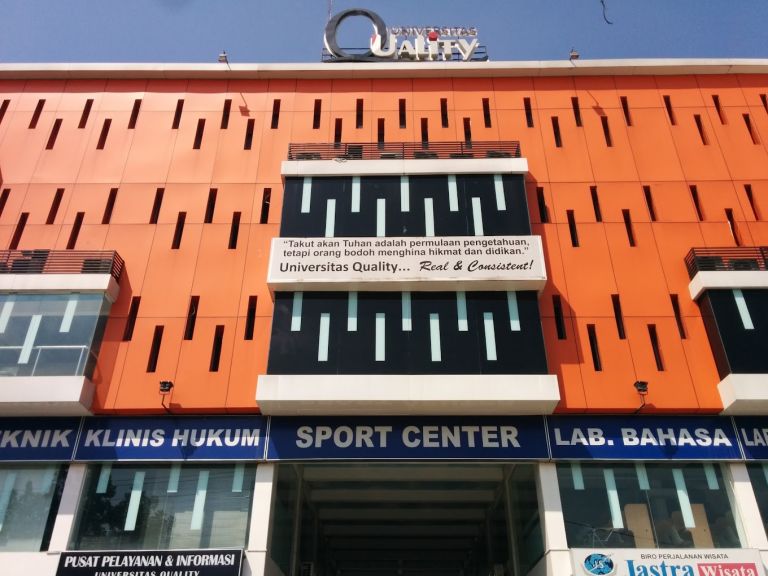 UNIVERSITAS
QUALITY
“Takut akan Tuhan adalah permulaan pengetahuan,
tetapi orang bodoh menghina hikmat dan didikan.”
Universitas Quality... Real & Consistent!
KNIK
KLINIS HUKUM
SPORT CENTER
LAB. BAHASA
LAB
PUSAT PELAYANAN & INFORMASI
UNIVERSITAS QUALITY
BIRO PERJALANAN WISATA
Jastra Wisata